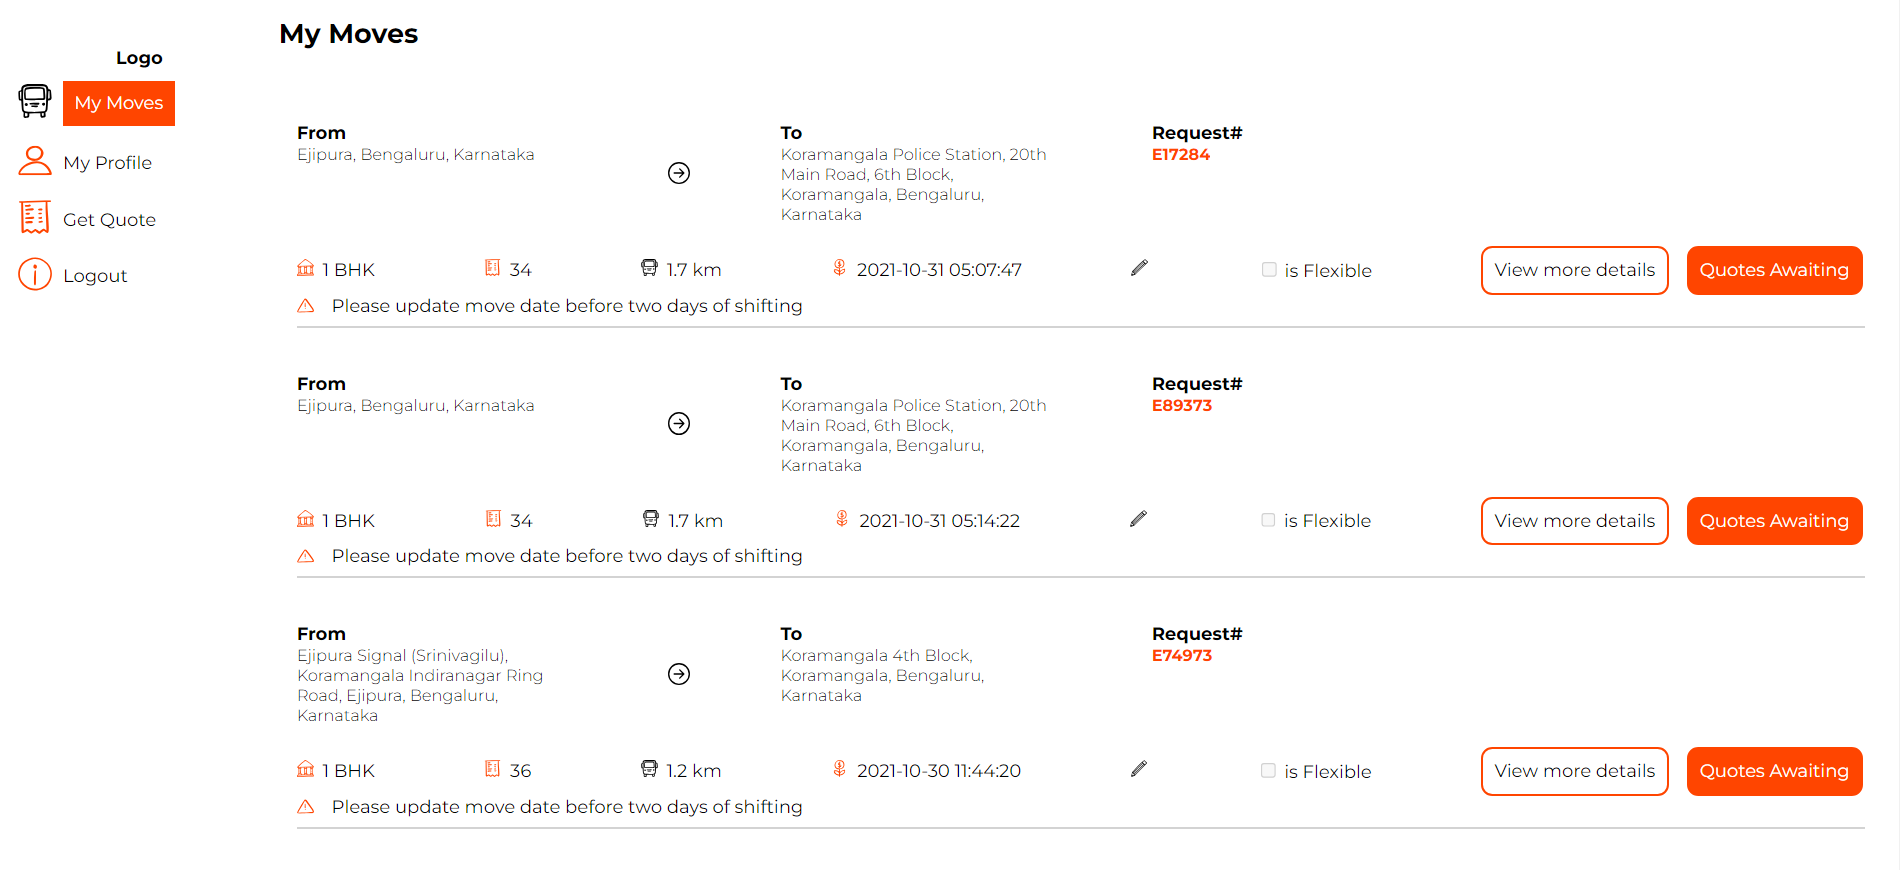 My Moves
Logo
My Moves
My Profile
Get Quote
Logout
From
Ejipura, Bengaluru, Karnataka
To
Koramangala Police Station, 20th
Main Road, 6th Block,
Koramangala, Bengaluru,
Karnataka
Request#
E17284
1 BHK
34
1.7 km
2021-10-31 05:07:47
is Flexible
View more details
Quotes Awaiting
Please update move date before two days of shifting
From
Ejipura, Bengaluru, Karnataka
To
Koramangala Police Station, 20th
Main Road, 6th Block,
Koramangala, Bengaluru,
Karnataka
Request#
E89373
1 BHK
34
1.7 km
2021-10-31 05:14:22
is Flexible
View more details
Quotes Awaiting
Please update move date before two days of shifting
From
Ejipura Signal (Srinivagilu),
Koramangala Indiranagar Ring
Road, Ejipura, Bengaluru,
Karnataka
To
Koramangala 4th Block,
Koramangala, Bengaluru,
Karnataka
Request#
E74973
1 BHK
36
1.2 km
2021-10-30 11:44:20
is Flexible
View more details
Quotes Awaiting
Please update move date before two days of shifting